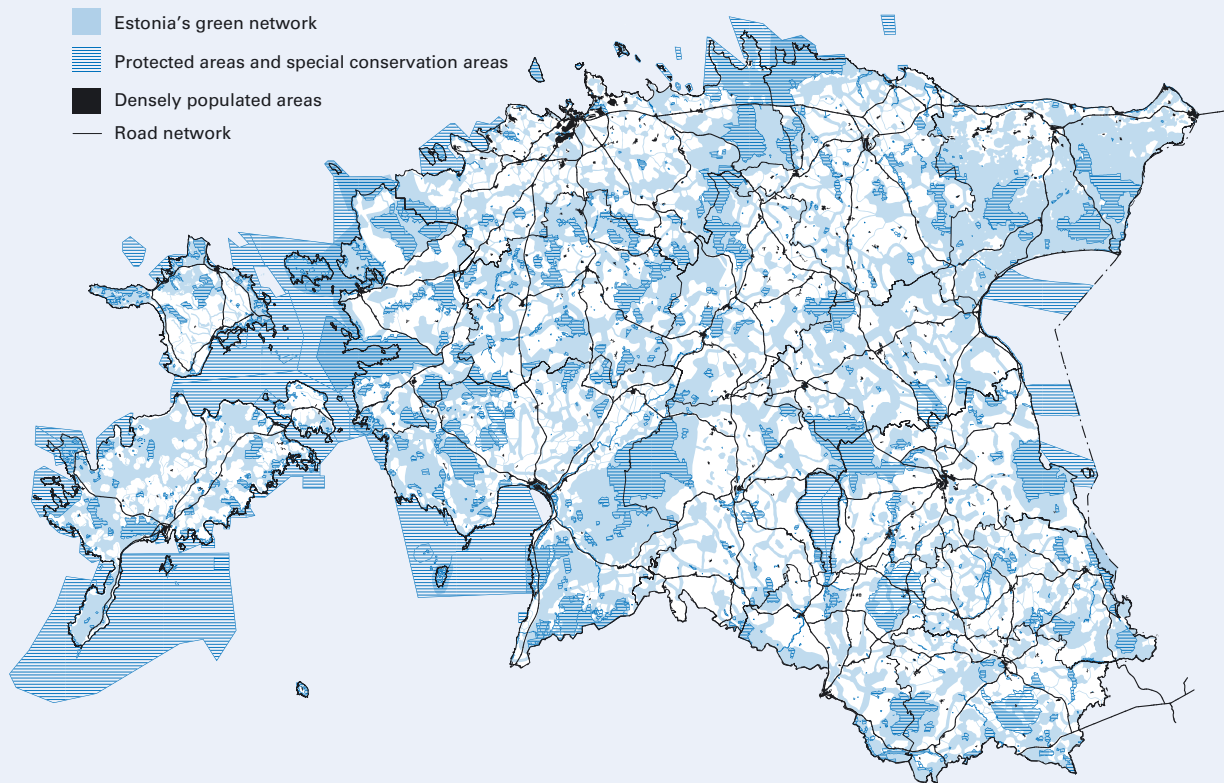 Estonia's green network
Protected areas and special conservation areas
Densely populated areas
Road network